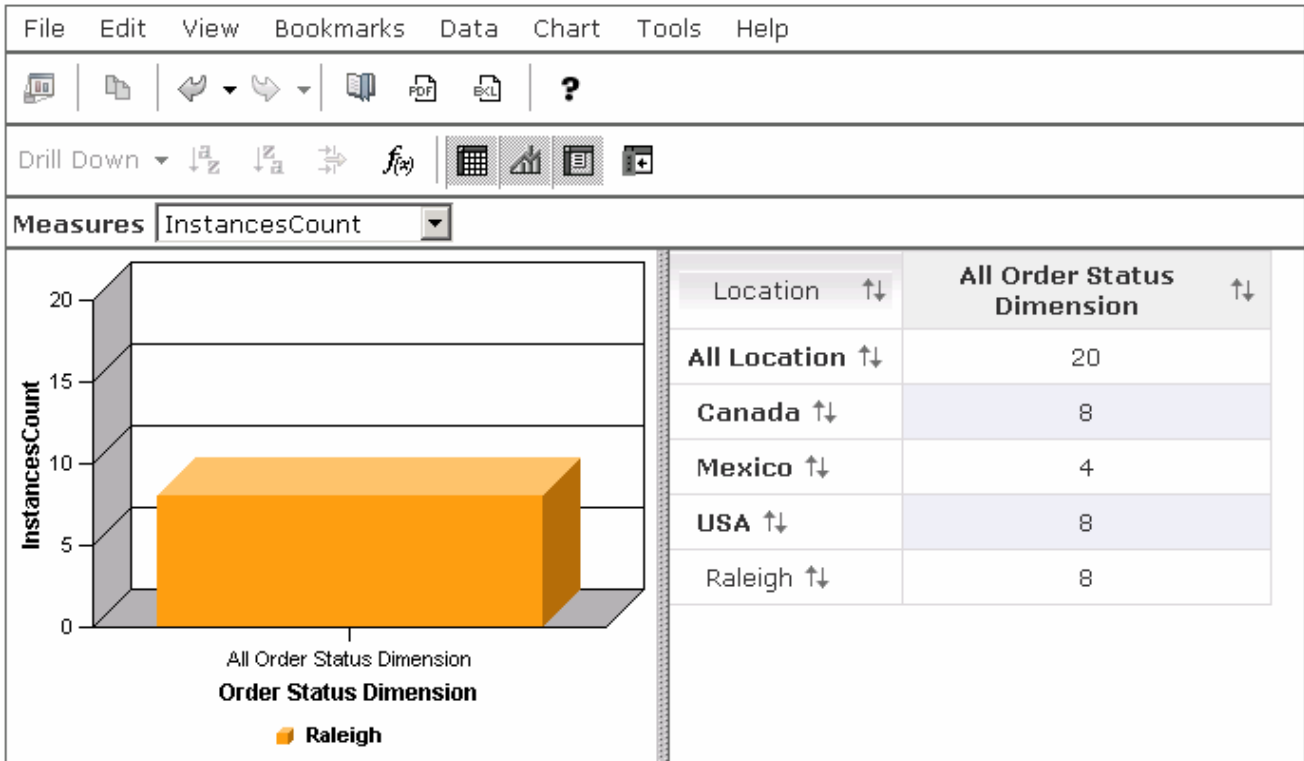 File Edit View Bookmarks Data Chart Tools Help
PDF EXL ?
Drill Down a z z a f(x)
Measures InstancesCount
20
15
10
5
0
InstancesCount
All Order Status Dimension
Order Status Dimension
Raleigh
Location All Order Status
Dimension
All Location 20
Canada 8
Mexico 4
USA 8
Raleigh 8